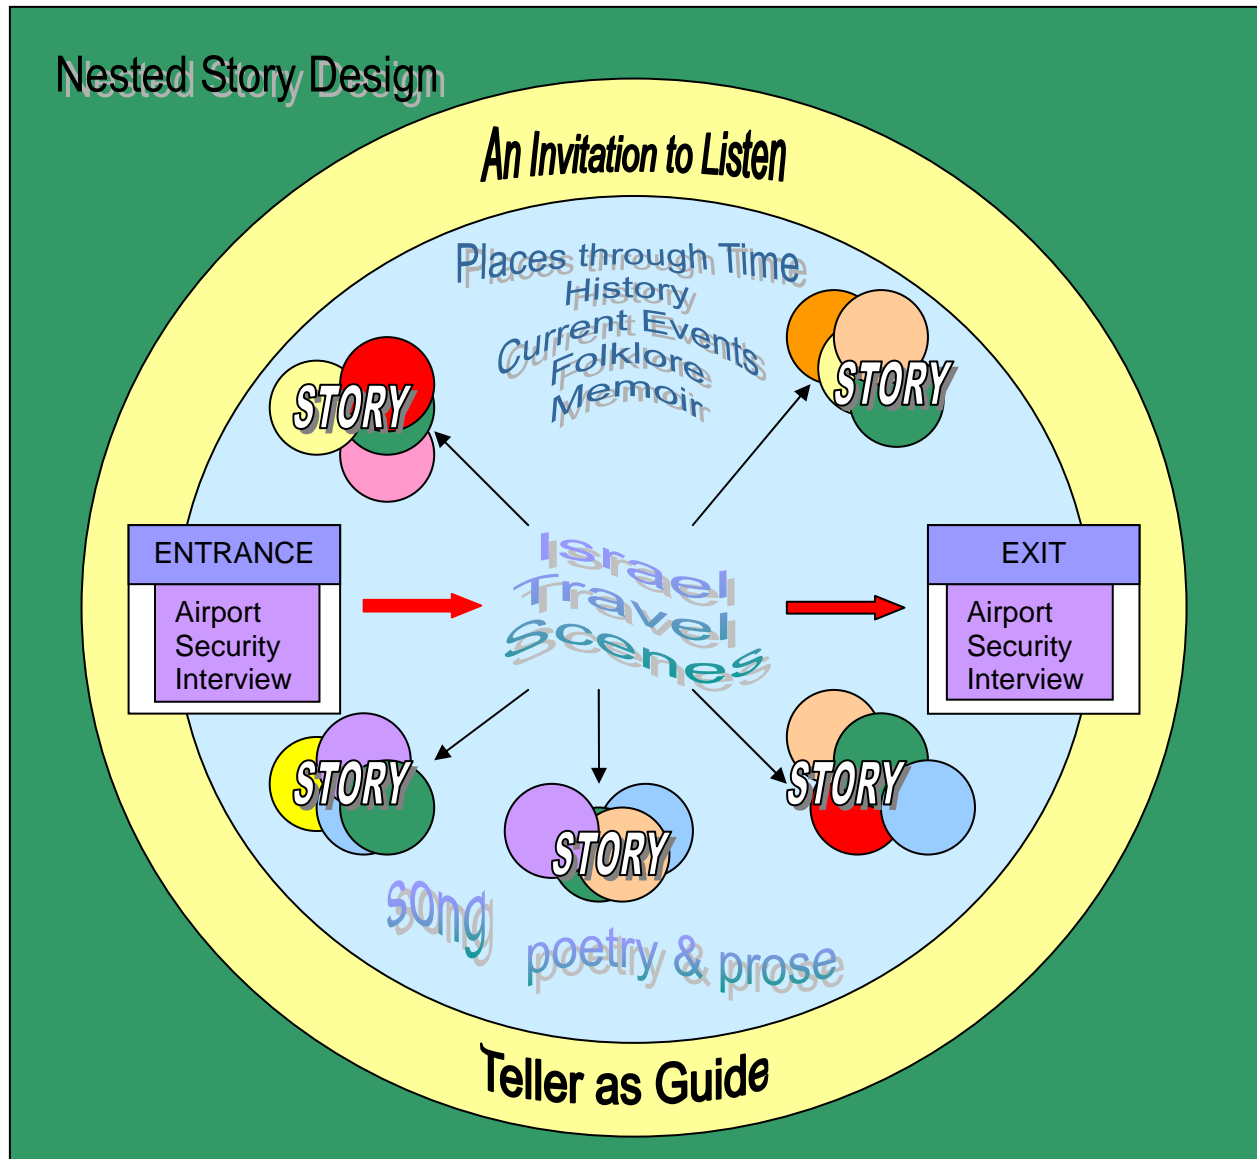 Nested Story Design
An Invitation to Listen
Places through Time
History
Current Events
Folklore
Memoir
STORY
STORY
ENTRANCE
Airport
Security
Interview
Israel
Travel
Scenes
EXIT
Airport
Security
Interview
STORY
STORY
STORY
song
poetry & prose
Teller as Guide